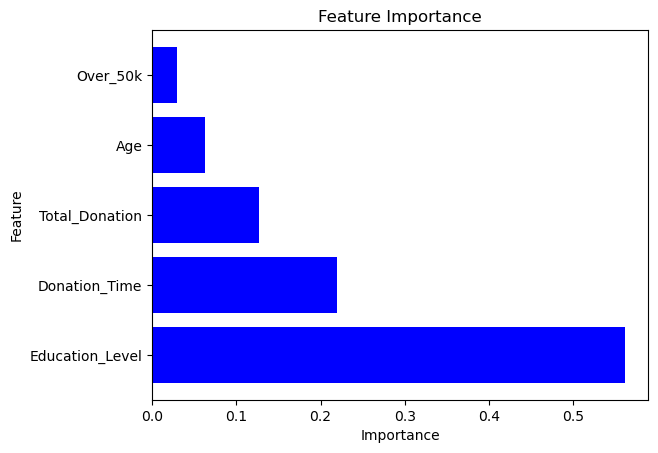 Feature Importance
Over_50k
Age
Total_Donation
Donation_Time
Education_Level
Feature
0.0 0.1 0.2 0.3 0.4 0.5
Importance